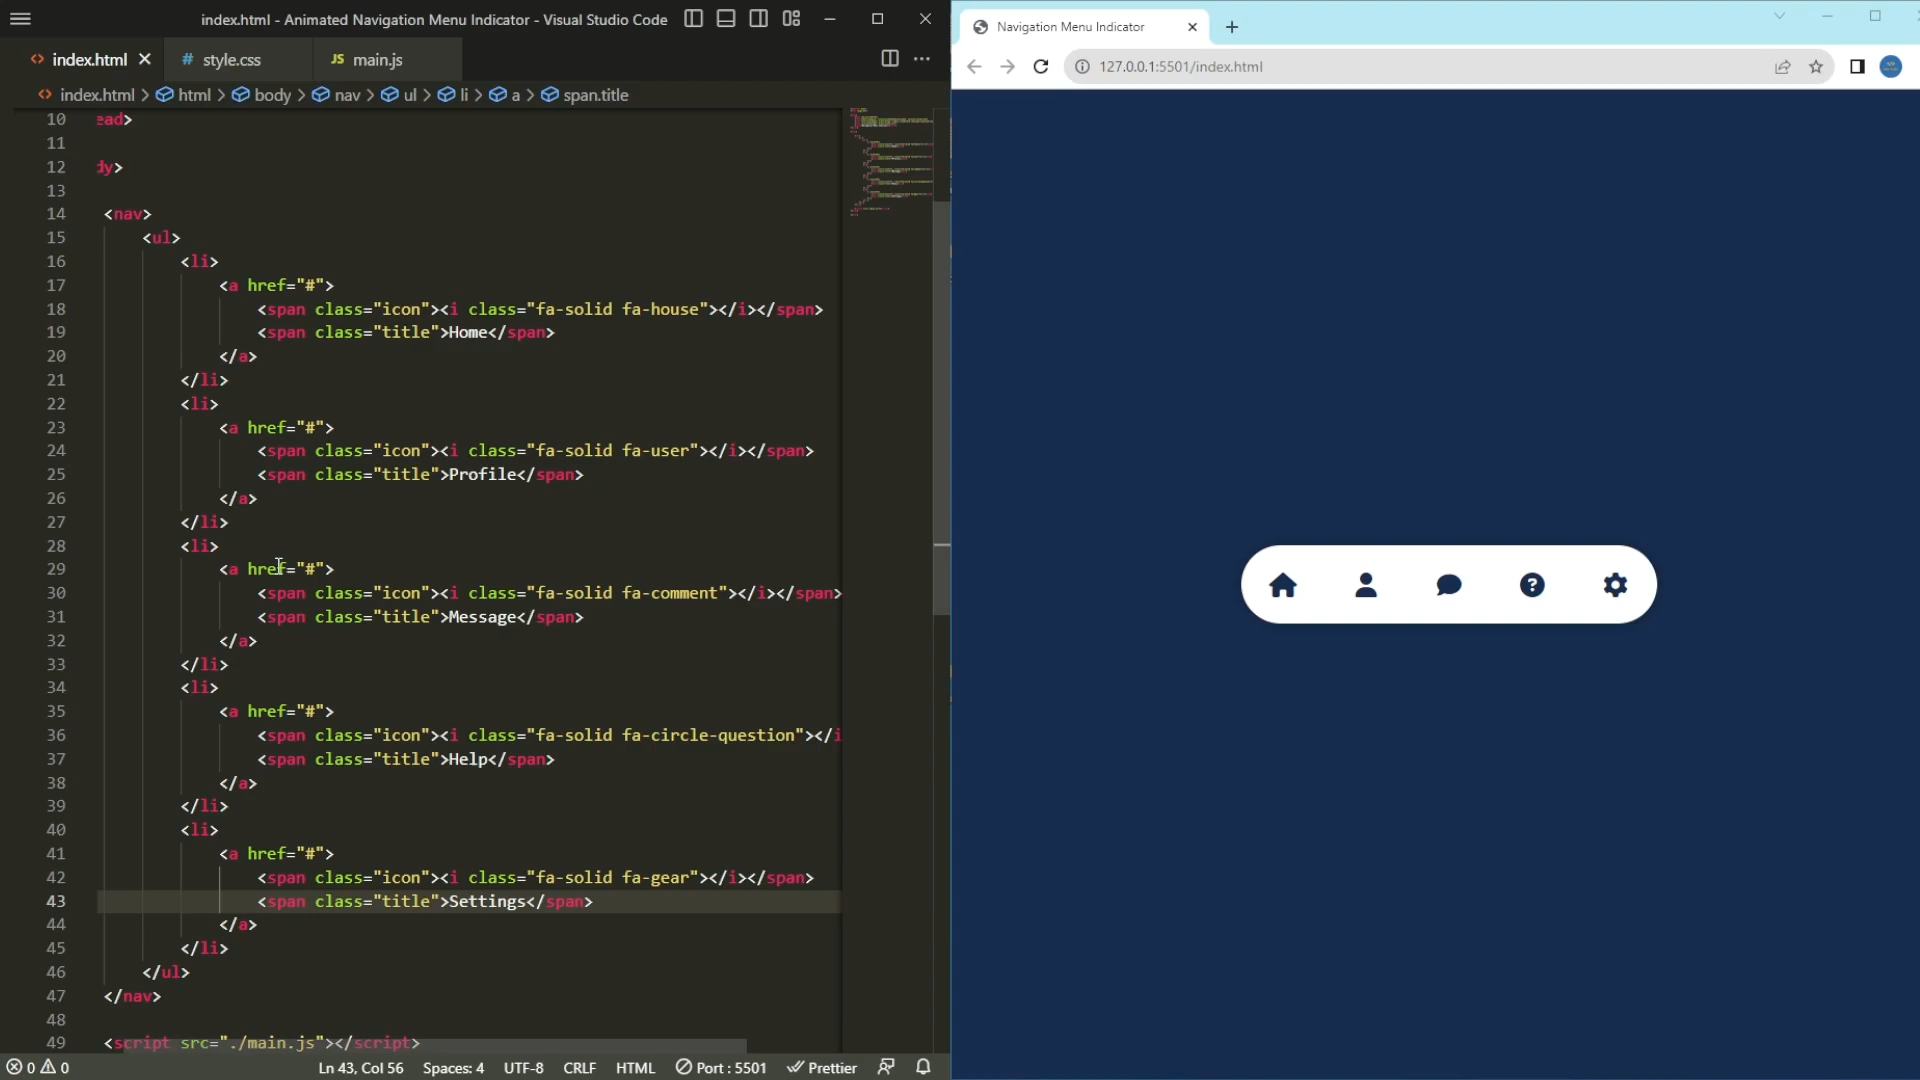 index.html - Animated Navigation Menu Indicator - Visual Studio Code
index.html
# style.css
JS main.js
index.html > html > body > nav > ul > li > a > span.title
10 ead>
11
12 dy>
13
14 <nav>
15 <ul>
16 <li>
17 <a href="#">
18 <span class="icon"><i class="fa-solid fa-house"></i></span>
19 <span class="title">Home</span>
20 </a>
21 </li>
22 <li>
23 <a href="#">
24 <span class="icon"><i class="fa-solid fa-user"></i></span>
25 <span class="title">Profile</span>
26 </a>
27 </li>
28 <li>
29 <a href="#">
30 <span class="icon"><i class="fa-solid fa-comment"></i></span>
31 <span class="title">Message</span>
32 </a>
33 </li>
34 <li>
35 <a href="#">
36 <span class="icon"><i class="fa-solid fa-circle-question"></i
37 <span class="title">Help</span>
38 </a>
39 </li>
40 <li>
41 <a href="#">
42 <span class="icon"><i class="fa-solid fa-gear"></i></span>
43 <span class="title">Settings</span>
44 </a>
45 </li>
46 </ul>
47 </nav>
48
49 <script src="./main.js"></script>
0 0 Ln 43, Col 56 Spaces: 4 UTF-8 CRLF HTML Port : 5501 Prettier
Navigation Menu Indicator
127.0.0.1:5501/index.html